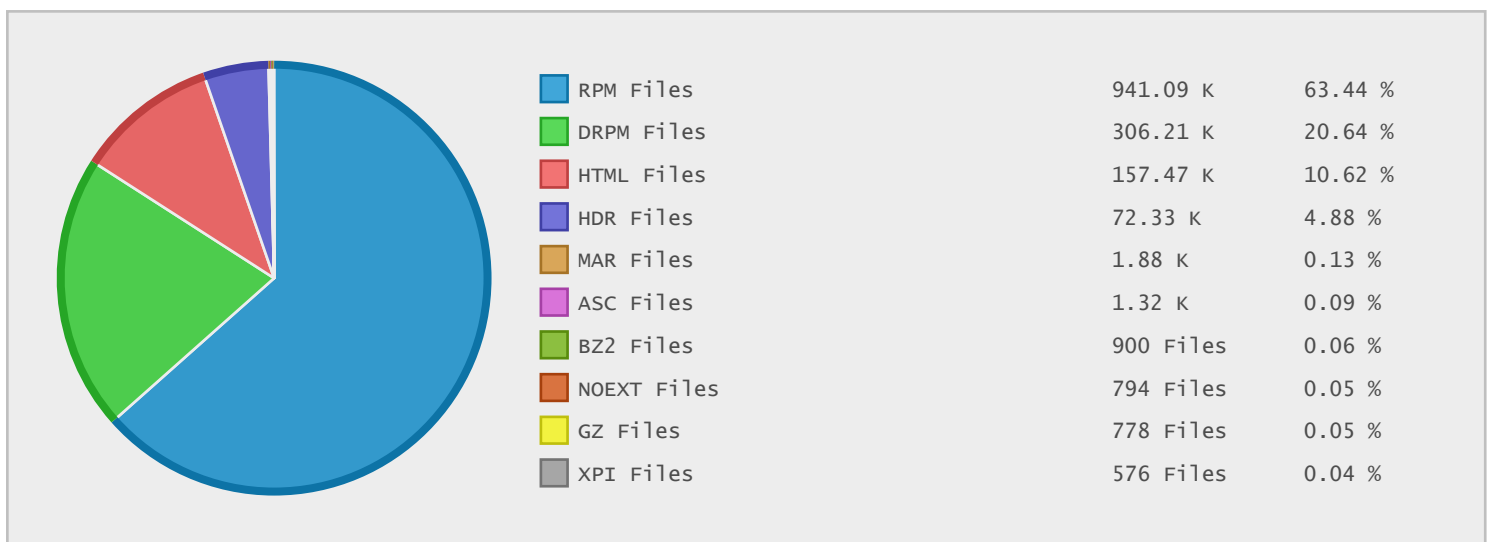 RPM Files 941.09 K 63.44 %
DRPM Files 306.21 K 20.64 %
HTML Files 157.47 K 10.62 %
HDR Files 72.33 K 4.88 %
MAR Files 1.88 K 0.13 %
ASC Files 1.32 K 0.09 %
BZ2 Files 900 Files 0.06 %
NOEXT Files 794 Files 0.05 %
GZ Files 778 Files 0.05 %
XPI Files 576 Files 0.04 %